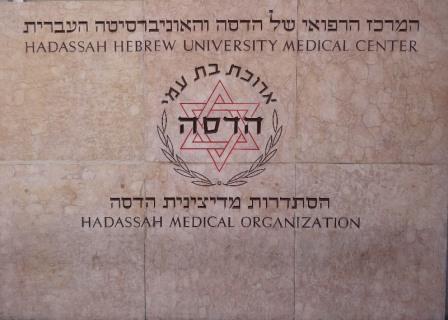 המרכז הרפואי של הדסה והאוניברסיטה העברית
HADASSAH HEBREW UNIVERSITY MEDICAL CENTER
ארוכת בת עמי
הדסה
הסתדרות מדיצינית הדסה
HADASSAH MEDICAL ORGANIZATION